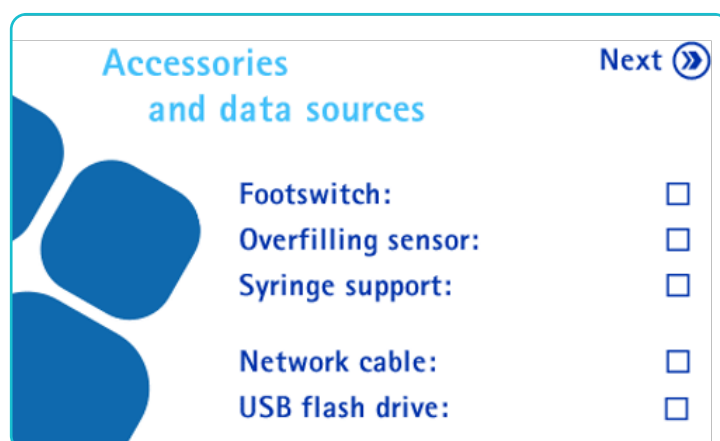 Accessories
and data sources
Next
Footswitch:
Overfilling sensor:
Syringe support:
Network cable:
USB flash drive: